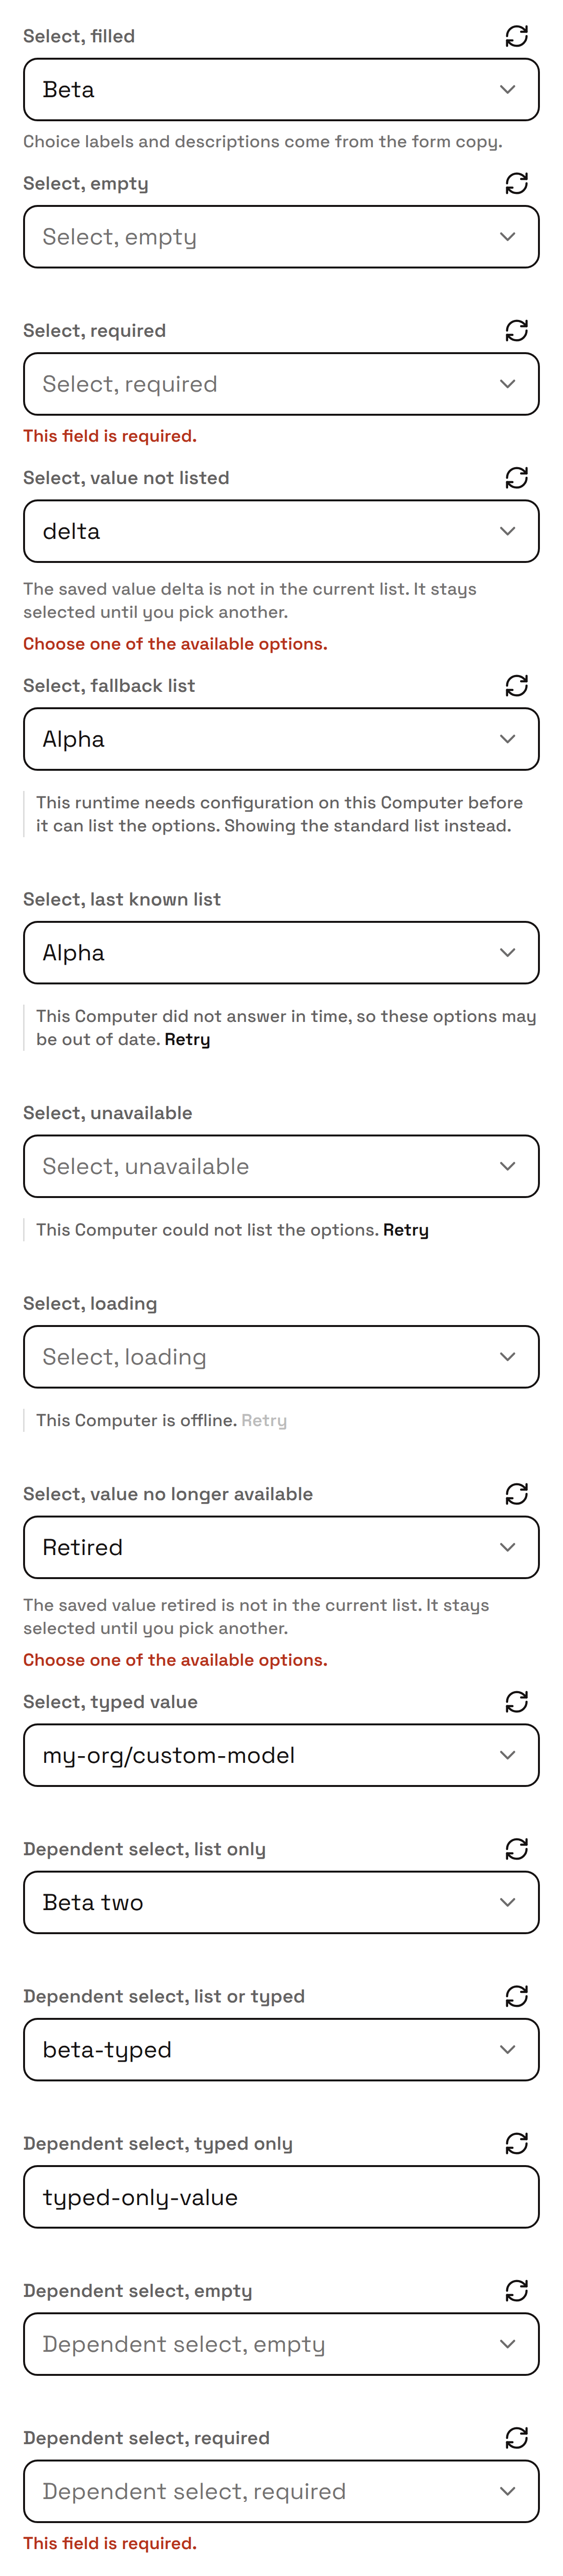 Select, filled
Beta
Choice labels and descriptions come from the form copy.
Select, empty
Select, empty
Select, required
Select, required
This field is required.
Select, value not listed
delta
The saved value delta is not in the current list. It stays
selected until you pick another.
Choose one of the available options.
Select, fallback list
Alpha
This runtime needs configuration on this Computer before
it can list the options. Showing the standard list instead.
Select, last known list
Alpha
This Computer did not answer in time, so these options may
be out of date. Retry
Select, unavailable
Select, unavailable
This Computer could not list the options. Retry
Select, loading
Select, loading
This Computer is offline. Retry
Select, value no longer available
Retired
The saved value retired is not in the current list. It stays
selected until you pick another.
Choose one of the available options.
Select, typed value
my-org/custom-model
Dependent select, list only
Beta two
Dependent select, list or typed
beta-typed
Dependent select, typed only
typed-only-value
Dependent select, empty
Dependent select, empty
Dependent select, required
Dependent select, required
This field is required.